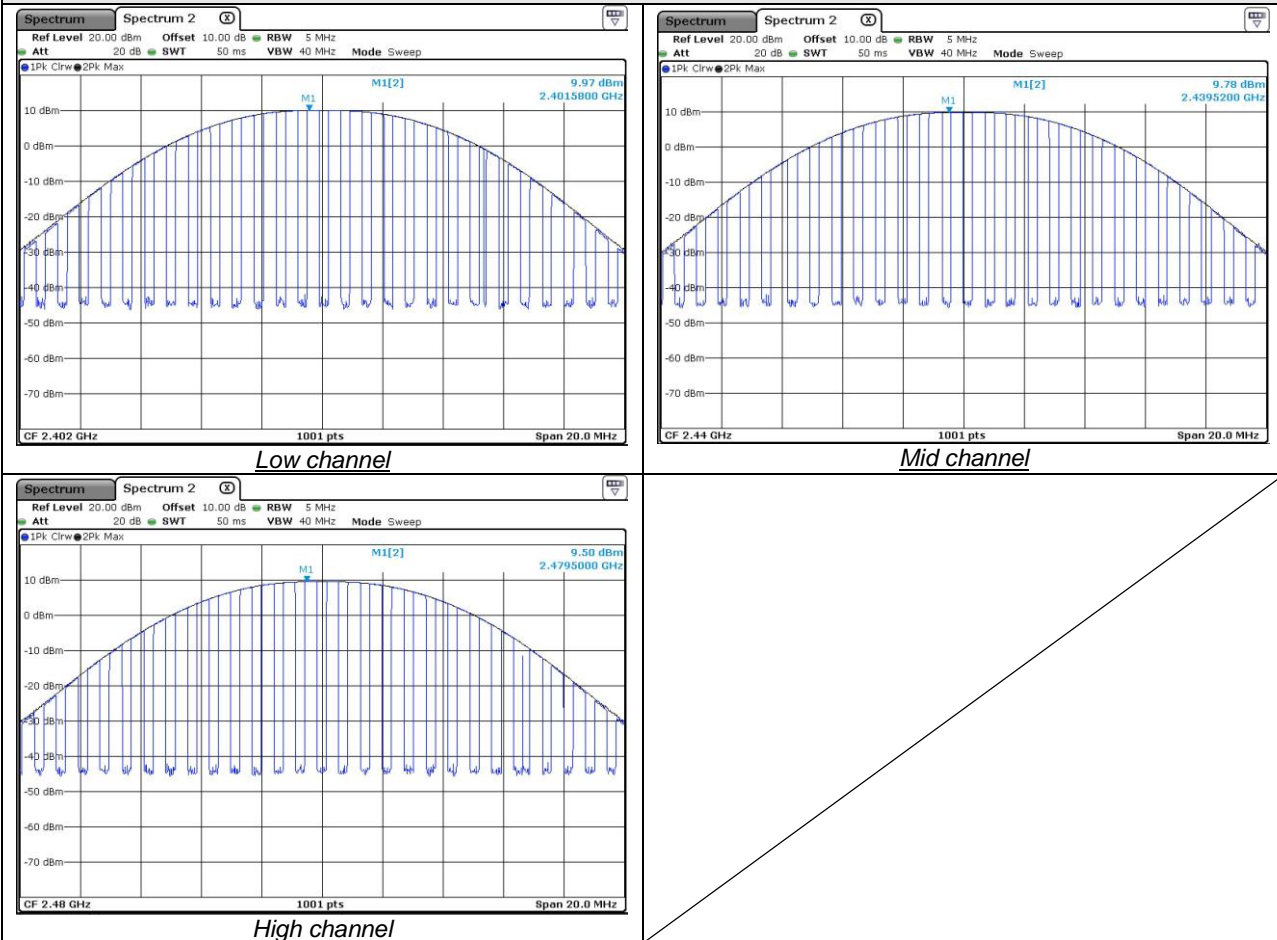 Spectrum Spectrum 2 X
Ref Level 20.00 dBm Offset 10.00 dB RBW 5 MHz
Att 20 dB SWT 50 ms VBW 40 MHz Mode Sweep
1Pk Clrw 2Pk Max
M1[2] 9.97 dBm
2.4015800 GHz
M1
10 dBm
0 dBm
-10 dBm
-20 dBm
-30 dBm
-40 dBm
-50 dBm
-60 dBm
-70 dBm
CF 2.402 GHz 1001 pts Span 20.0 MHz
Low channel
Spectrum Spectrum 2 X
Ref Level 20.00 dBm Offset 10.00 dB RBW 5 MHz
Att 20 dB SWT 50 ms VBW 40 MHz Mode Sweep
1Pk Clrw 2Pk Max
M1[2] 9.78 dBm
2.4395200 GHz
M1
10 dBm
0 dBm
-10 dBm
-20 dBm
-30 dBm
-40 dBm
-50 dBm
-60 dBm
-70 dBm
CF 2.44 GHz 1001 pts Span 20.0 MHz
Mid channel
Spectrum Spectrum 2 X
Ref Level 20.00 dBm Offset 10.00 dB RBW 5 MHz
Att 20 dB SWT 50 ms VBW 40 MHz Mode Sweep
1Pk Clrw 2Pk Max
M1[2] 9.50 dBm
2.4795000 GHz
M1
10 dBm
0 dBm
-10 dBm
-20 dBm
-30 dBm
-40 dBm
-50 dBm
-60 dBm
-70 dBm
CF 2.48 GHz 1001 pts Span 20.0 MHz
High channel